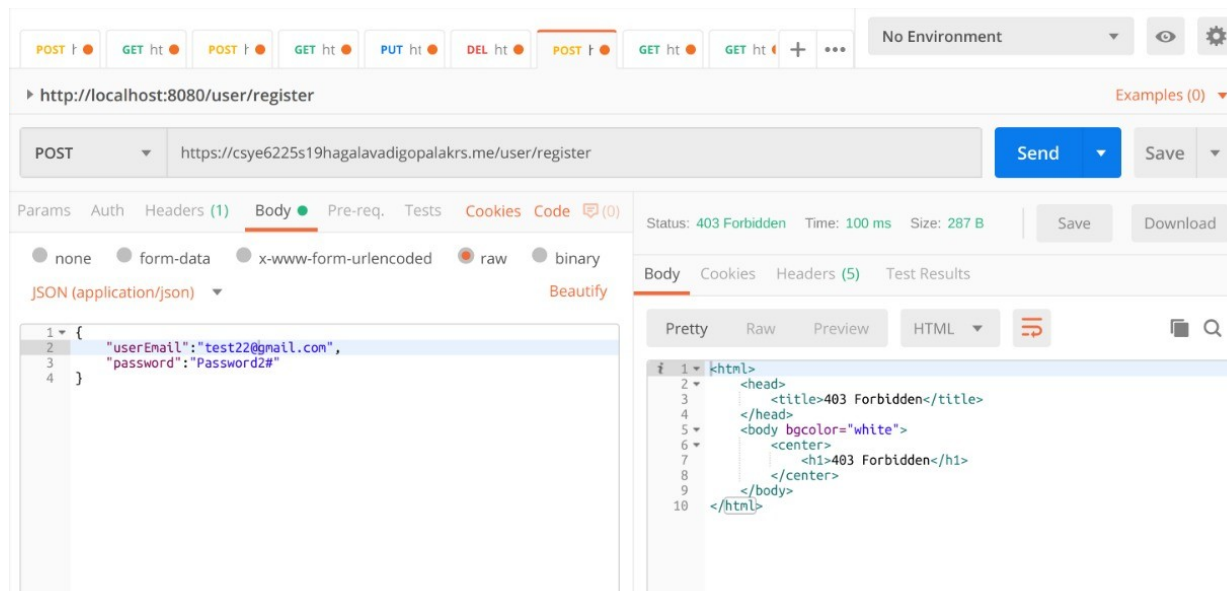 POST h GET ht POST h GET ht PUT ht DEL ht POST h GET ht GET ht + ••• No Environment
http://localhost:8080/user/register Examples (0)
POST https://csye6225s19hagalavadigopalakrs.me/user/register Send Save
Params Auth Headers (1) Body Pre-req. Tests Cookies Code (0)
Status: 403 Forbidden Time: 100 ms Size: 287 B Save Download
none form-data x-www-form-urlencoded raw binary
Body Cookies Headers (5) Test Results
JSON (application/json) Beautify
Pretty Raw Preview HTML
1 {
2 "userEmail":"test22@gmail.com",
3 "password":"Password2#"
4 }
i 1 <html>
2 <head>
3 <title>403 Forbidden</title>
4 </head>
5 <body bgcolor="white">
6 <center>
7 <h1>403 Forbidden</h1>
8 </center>
9 </body>
10 </html>